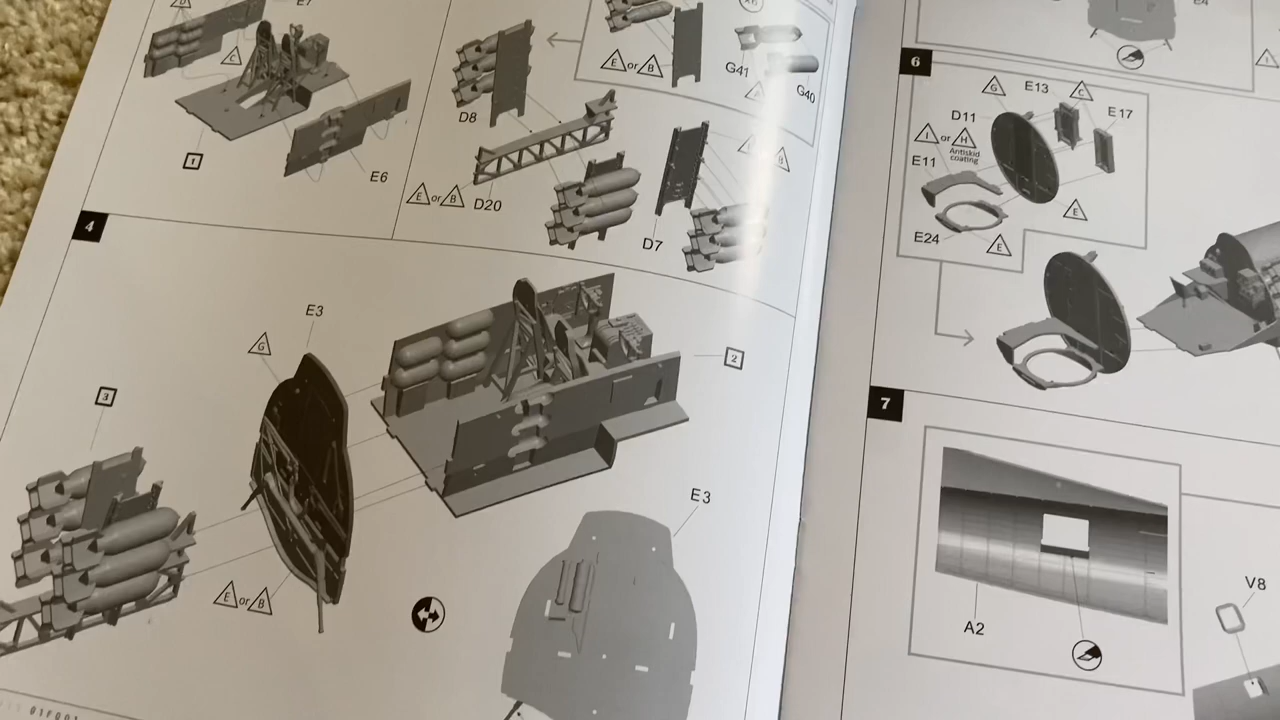 E7
D
C
1
E6
D8
E or B
G41
G40
E or B
D20
D7
B
4
E3
G
3
2
E or B
E3
E4
6
G
E13
C
D11
E17
I or H
Antiskid
coating
E11
E
E24
E
7
A2
V8